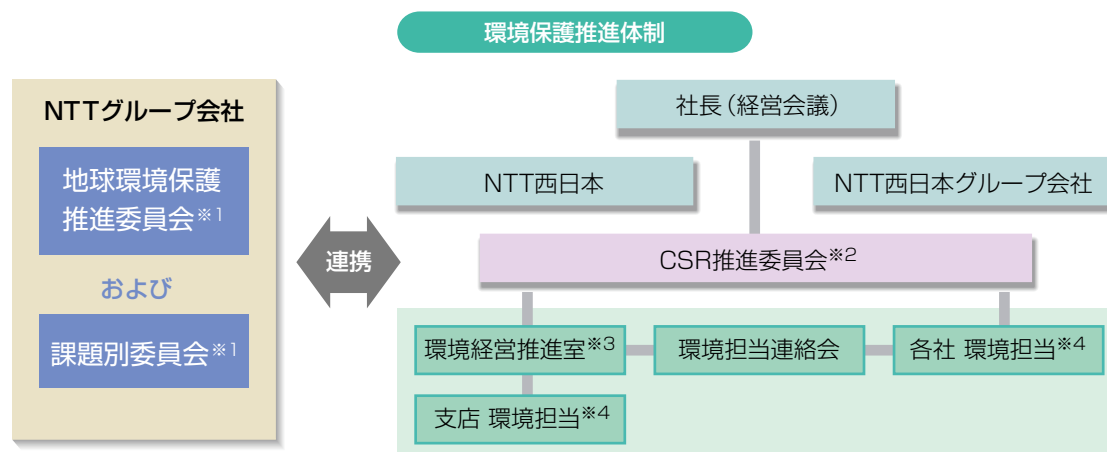 環境保護推進体制
NTTグループ会社
地球環境保護
推進委員会※1
および
課題別委員会※1
連携
社長(経営会議)
NTT西日本
NTT西日本グループ会社
CSR推進委員会※2
環境経営推進室※3
環境担当連絡会
各社 環境担当※4
支店 環境担当※4